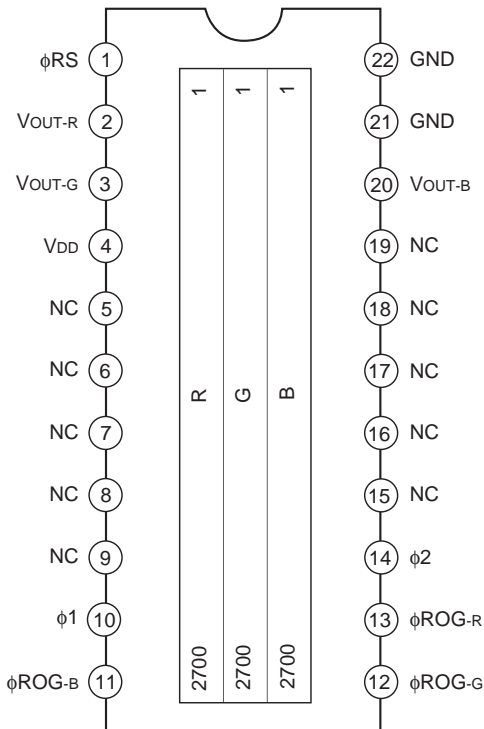 ϕRS 1 1 1 1 22 GND
VOUT-R 2 21 GND
VOUT-G 3 20 VOUT-B
VDD 4 19 NC
NC 5 18 NC
NC 6 R G B 17 NC
NC 7 16 NC
NC 8 15 NC
NC 9 14 ϕ2
ϕ1 10 13 ϕROG-R
ϕROG-B 11 2700 2700 2700 12 ϕROG-G